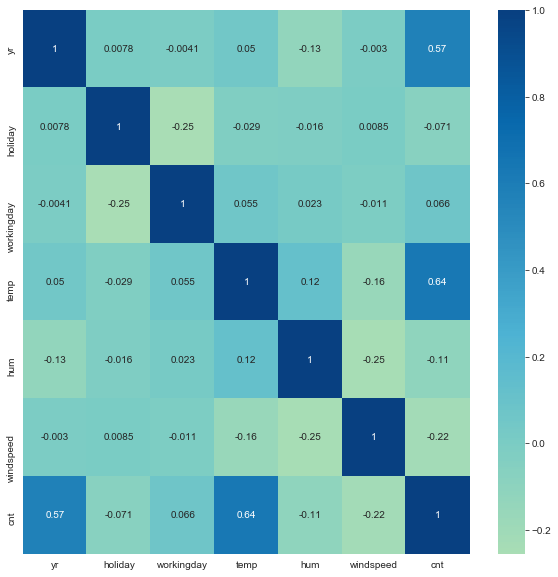 yr 1 0.0078 -0.0041 0.05 -0.13 -0.003 0.57
holiday 0.0078 1 -0.25 -0.029 -0.016 0.0085 -0.071
workingday -0.0041 -0.25 1 0.055 0.023 -0.011 0.066
temp 0.05 -0.029 0.055 1 0.12 -0.16 0.64
hum -0.13 -0.016 0.023 0.12 1 -0.25 -0.11
windspeed -0.003 0.0085 -0.011 -0.16 -0.25 1 -0.22
cnt 0.57 -0.071 0.066 0.64 -0.11 -0.22 1
yr holiday workingday temp hum windspeed cnt
1.0
0.8
0.6
0.4
0.2
0.0
-0.2